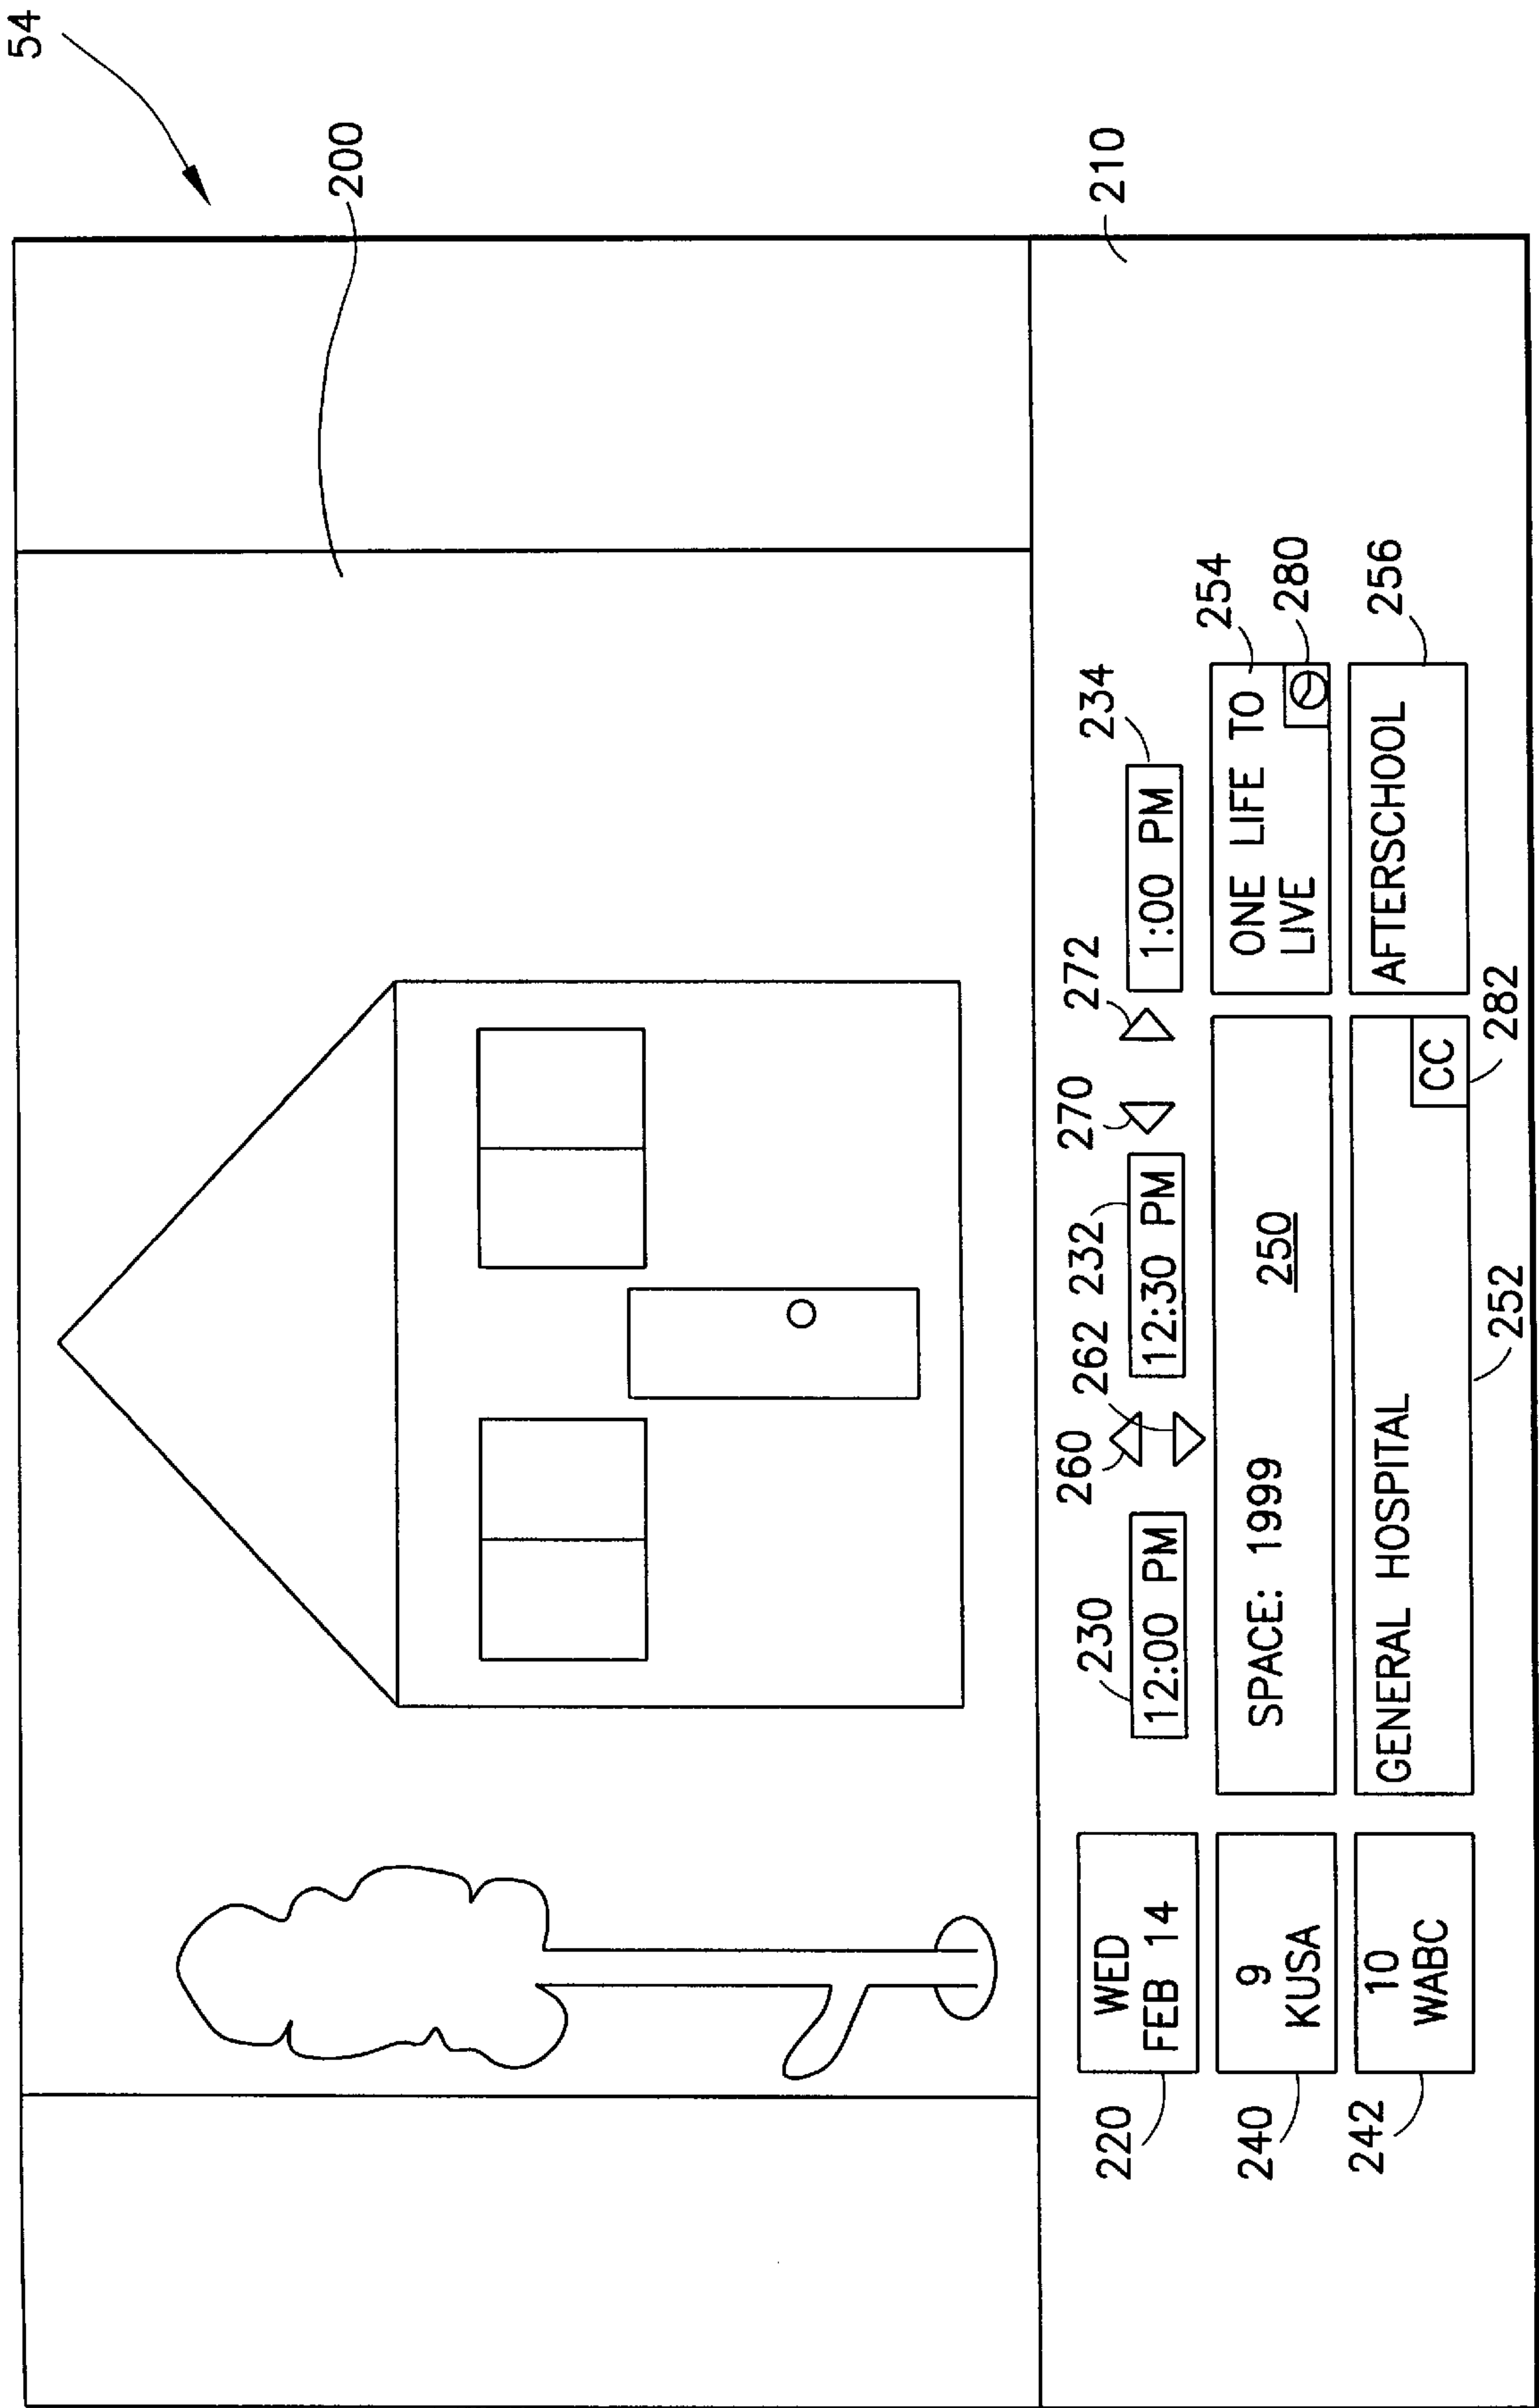 54
200
210
230
260
262
232
270
272
234
12:00 PM
12:30 PM
1:00 PM
220
WED
FEB 14
240
9
KUSA
SPACE: 1999
250
ONE LIFE TO
LIVE
254
280
242
10
WABC
GENERAL HOSPITAL
CC
AFTERSCHOOL
256
252
282